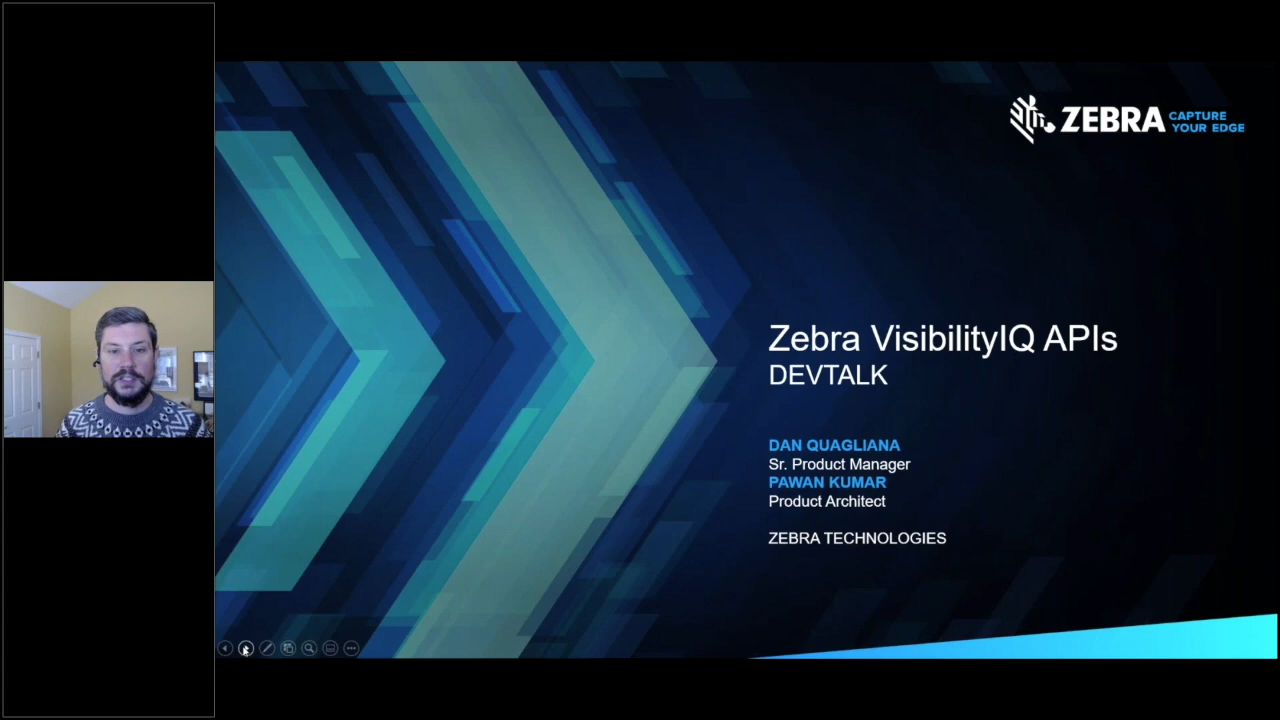 ZEBRA CAPTURE
YOUR EDGE
Zebra VisibilityIQ APIs
DEVTALK
DAN QUAGLIANA
Sr. Product Manager
PAWAN KUMAR
Product Architect
ZEBRA TECHNOLOGIES